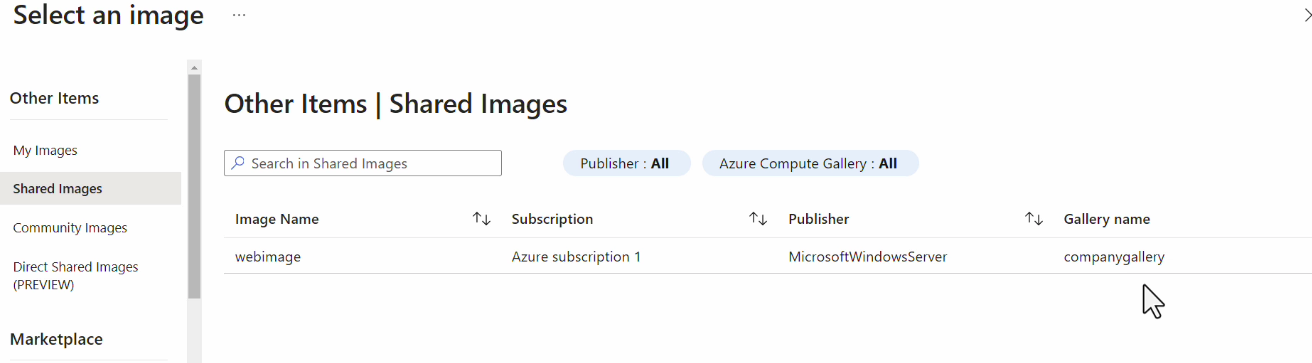 Select an image ...
Other Items
My Images
Shared Images
Community Images
Direct Shared Images
(PREVIEW)
Marketplace
Other Items | Shared Images
Search in Shared Images
Publisher : All
Azure Compute Gallery : All
Image Name Subscription Publisher Gallery name
webimage Azure subscription 1 MicrosoftWindowsServer companygallery